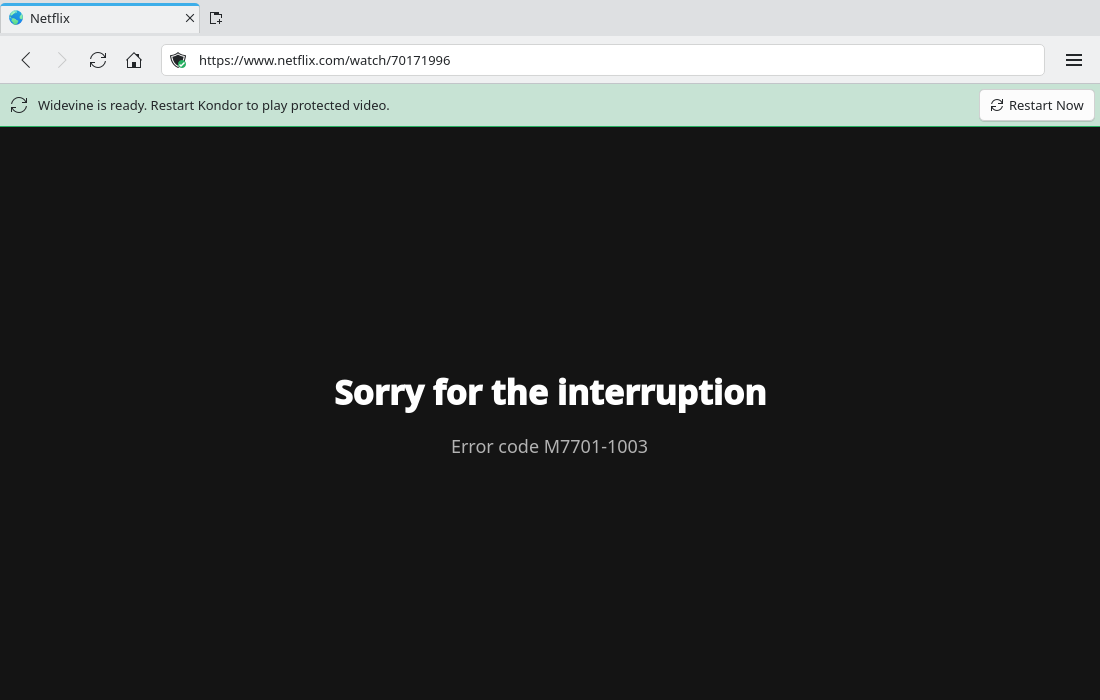 Netflix
https://www.netflix.com/watch/70171996
Widevine is ready. Restart Kondor to play protected video.
Restart Now
Sorry for the interruption
Error code M7701-1003